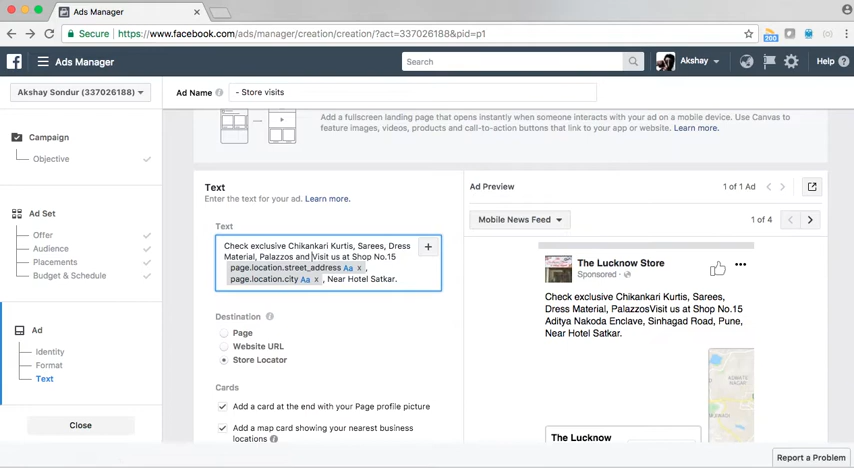 Ads Manager
Secure https://www.facebook.com/ads/manager/creation/creation/?act=337026188&pid=p1
200
Ads Manager
Search
Akshay
Help
Akshay Sondur (337026188)
Ad Name
- Store visits
Campaign
Objective
Ad Set
Offer
Audience
Placements
Budget & Schedule
Ad
Identity
Format
Text
Close
Add a fullscreen landing page that opens instantly when someone interacts with your ad on a mobile device. Use Canvas to
feature images, videos, products and call-to-action buttons that link to your app or website. Learn more.
Text
Enter the text for your ad. Learn more.
Text
Check exclusive Chikankari Kurtis, Sarees, Dress
Material, Palazzos and Visit us at Shop No.15
page.location.street_address Aa x,
page.location.city Aa x, Near Hotel Satkar.
Destination
Page
Website URL
Store Locator
Cards
Add a card at the end with your Page profile picture
Add a map card showing your nearest business
locations
Ad Preview
1 of 1 Ad
Mobile News Feed
1 of 4
The Lucknow Store
Sponsored
Check exclusive Chikankari Kurtis, Sarees,
Dress Material, PalazzosVisit us at Shop No.15
Aditya Nakoda Enclave, Sinhagad Road, Pune,
Near Hotel Satkar.
The Lucknow
Report a Problem